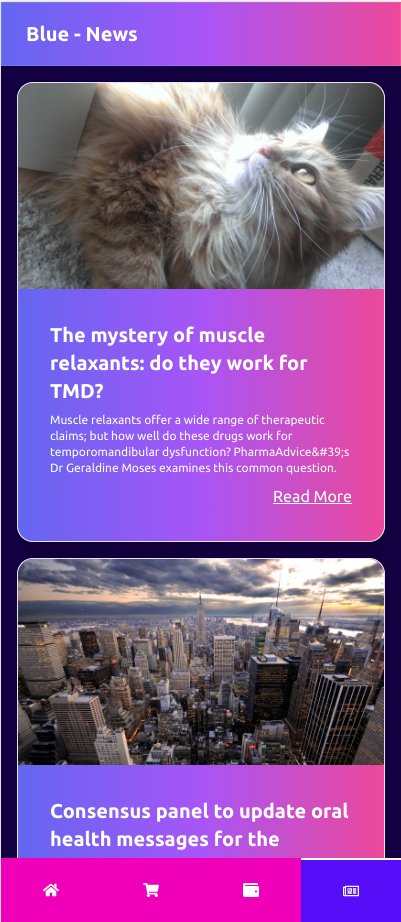 Blue - News
The mystery of muscle
relaxants: do they work for
TMD?
Muscle relaxants offer a wide range of therapeutic
claims; but how well do these drugs work for
temporomandibular dysfunction? PharmaAdvice&#39;s
Dr Geraldine Moses examines this common question.
Read More
Consensus panel to update oral
health messages for the